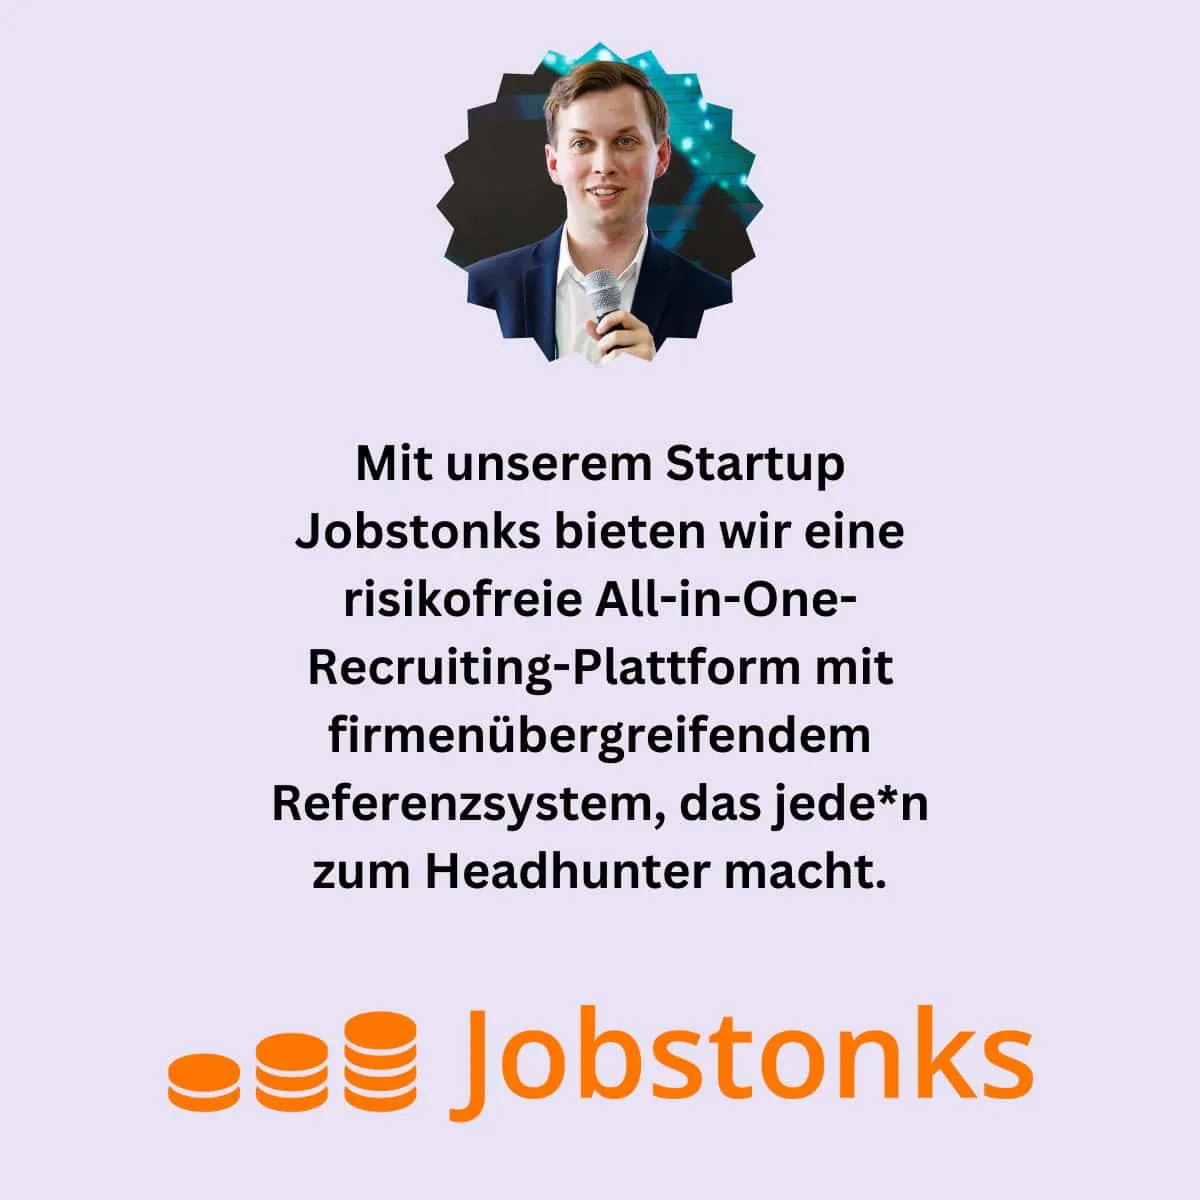 Mit unserem Startup
Jobstonks bieten wir eine
risikofreie All-in-One-
Recruiting-Plattform mit
firmenübergreifendem
Referenzsystem, das jede*n
zum Headhunter macht.
Jobstonks